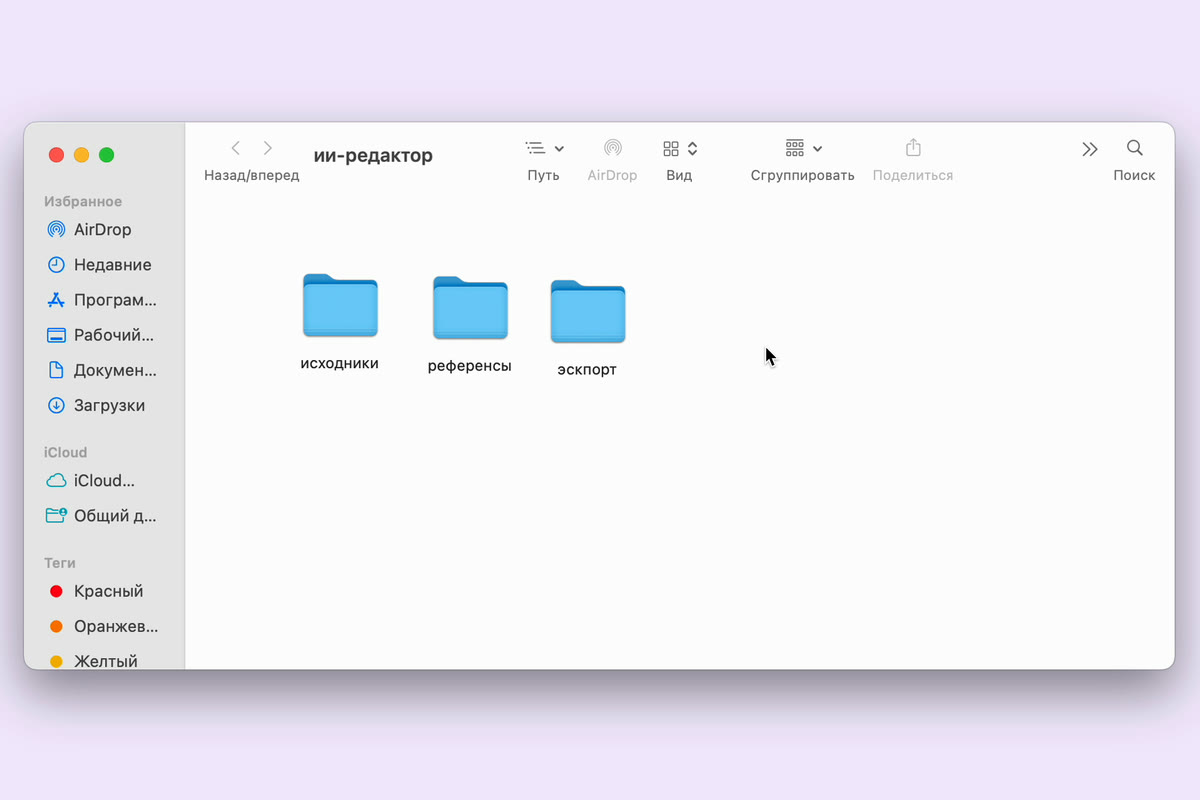 ии-редактор
Назад/вперед
Путь
AirDrop
Вид
Сгруппировать
Поделиться
Поиск
Избранное
AirDrop
Недавние
Програм...
Рабочий...
Докумен...
Загрузки
iCloud
iCloud...
Общий д...
Теги
Красный
Оранжев...
Желтый
исходники
референсы
эскпорт